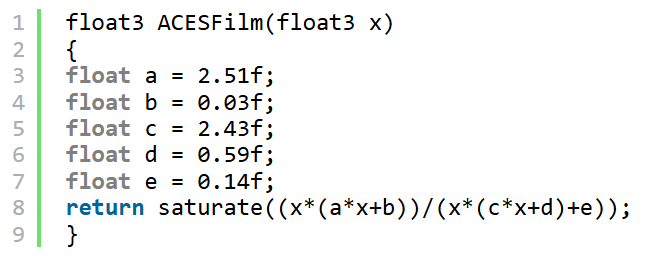 1 float3 ACESFilm(float3 x)
2 {
3 float a = 2.51f;
4 float b = 0.03f;
5 float c = 2.43f;
6 float d = 0.59f;
7 float e = 0.14f;
8 return saturate((x*(a*x+b))/(x*(c*x+d)+e));
9 }